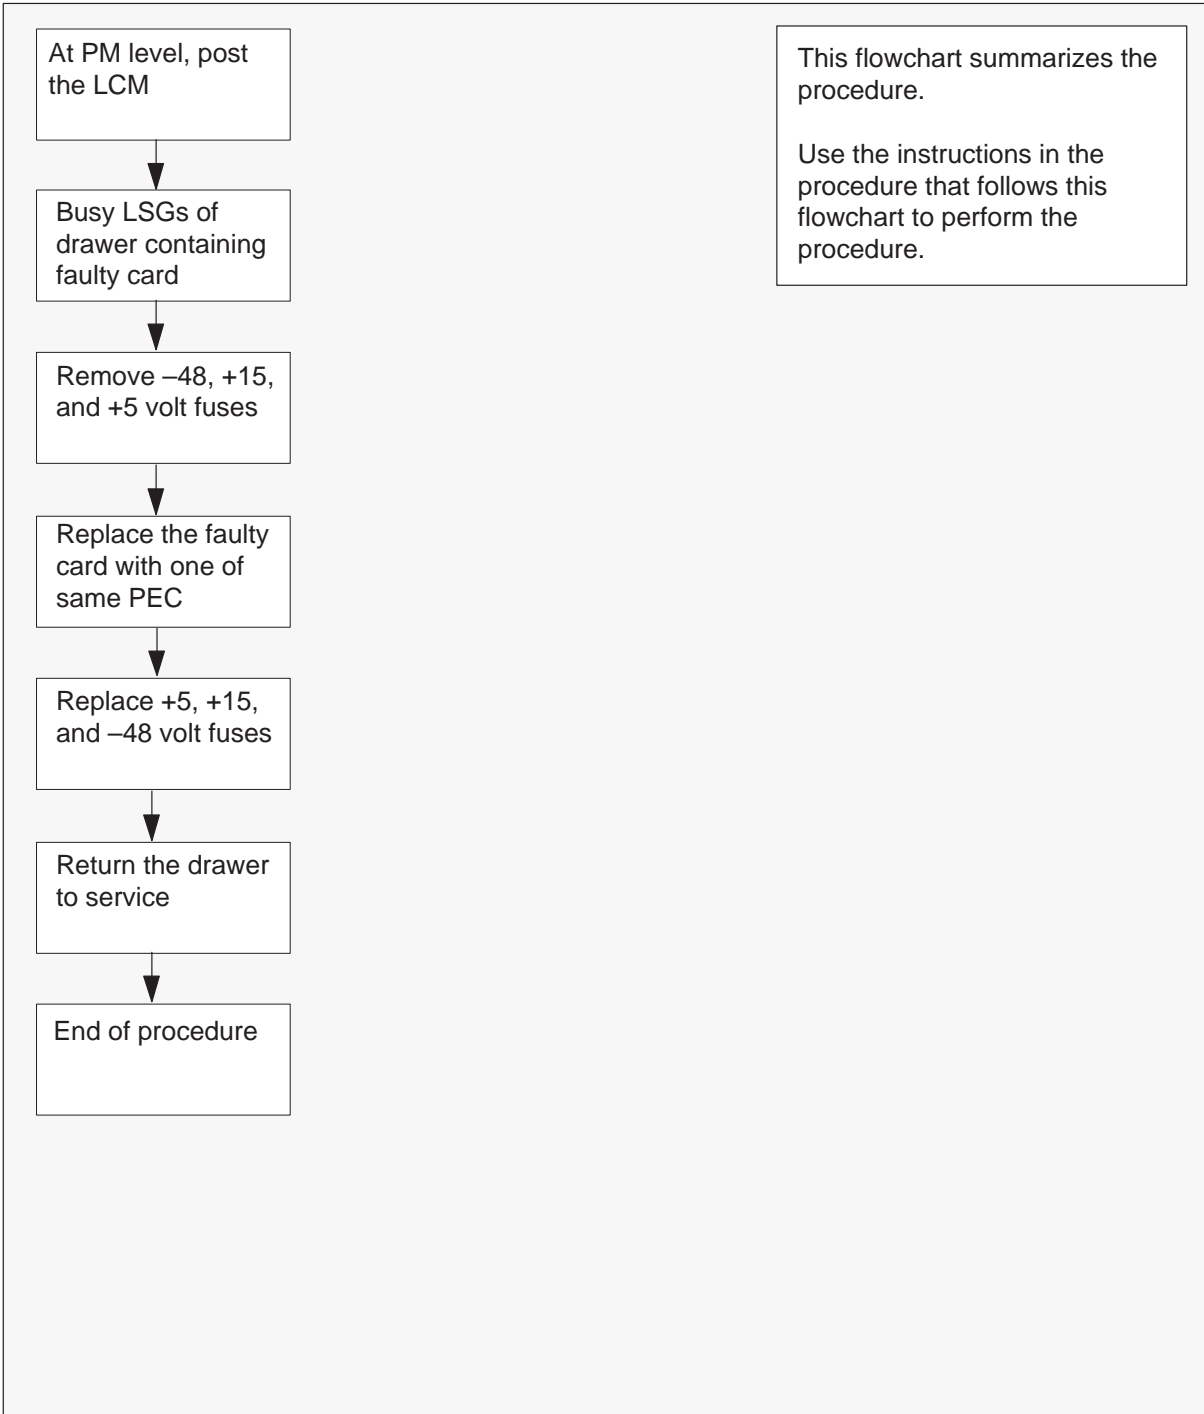 At PM level, post
the LCM
Busy LSGs of
drawer containing
faulty card
Remove –48, +15,
and +5 volt fuses
Replace the faulty
card with one of
same PEC
Replace +5, +15,
and –48 volt fuses
Return the drawer
to service
End of procedure
This flowchart summarizes the
procedure.
Use the instructions in the
procedure that follows this
flowchart to perform the
procedure.